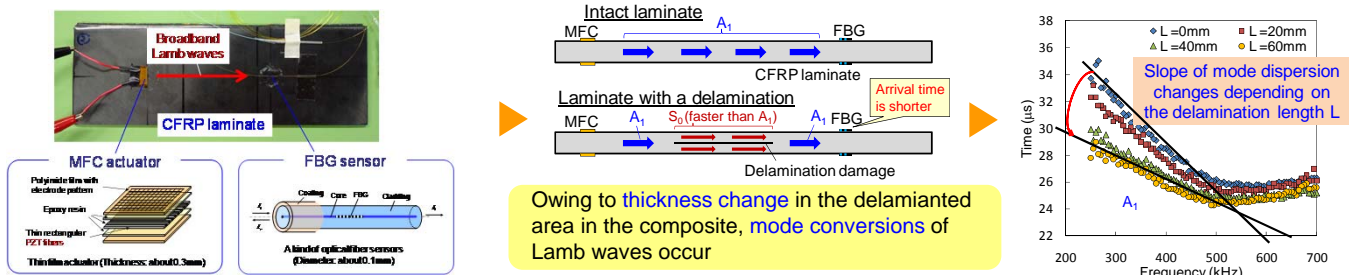 Broadband
Lamb waves
CFRP laminate
MFC actuator
Polyimide film with
electrode pattern
Epoxy resin
Thin rectangular
PZT fibers
Thin film actuator (Thickness: about 0.3mm)
FBG sensor
Coating
Core
FBG
Cladding
A kind of optical fiber sensors
(Diameter: about 0.1mm)
Intact laminate
A1
MFC
FBG
CFRP laminate
Laminate with a delamination
Arrival time
is shorter
MFC
A1
S0 (faster than A1)
A1
FBG
Delamination damage
Owing to thickness change in the delamianted
area in the composite, mode conversions of
Lamb waves occur
L =0mm
L =20mm
L =40mm
L =60mm
Slope of mode dispersion
changes depending on
the delamination length L
A1
Time (μs)
36
34
32
30
28
26
24
22
200 300 400 500 600 700
Frequency (kHz)